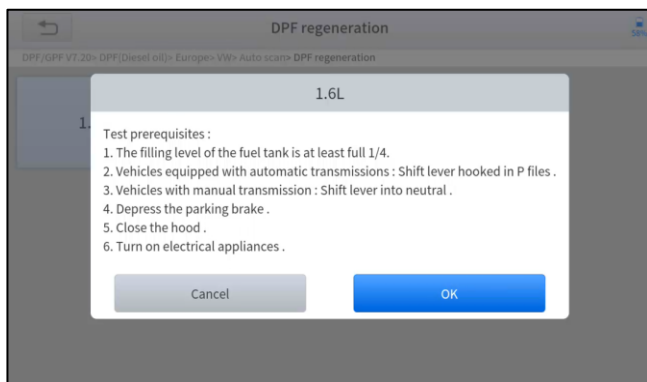 DPF regeneration
58%
DPF/GPF V7.20> DPF(Diesel oil)> Europe> VW> Auto scan> DPF regeneration
1.6L
1.
Test prerequisites :
1. The filling level of the fuel tank is at least full 1/4.
2. Vehicles equipped with automatic transmissions : Shift lever hooked in P files .
3. Vehicles with manual transmission : Shift lever into neutral .
4. Depress the parking brake .
5. Close the hood .
6. Turn on electrical appliances .
Cancel
OK